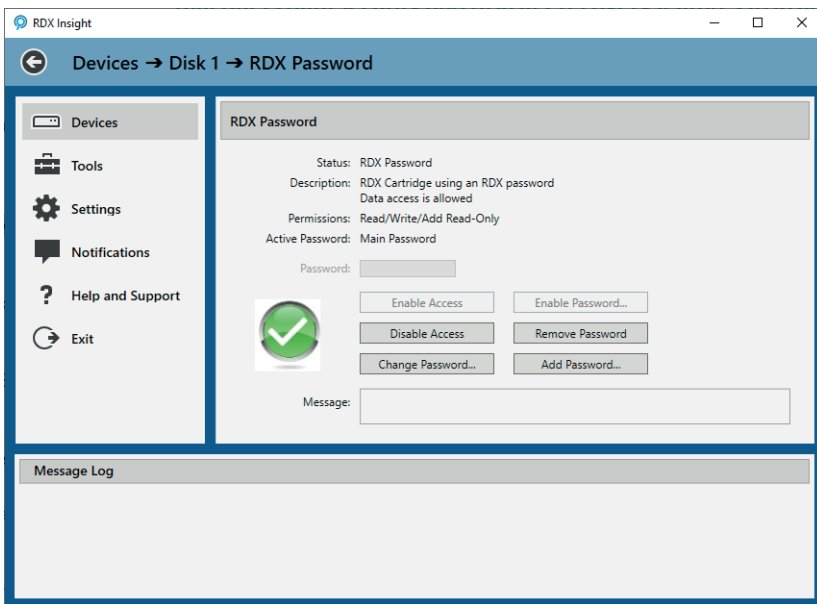 RDX Insight
Devices → Disk 1 → RDX Password
Devices
Tools
Settings
Notifications
? Help and Support
Exit
RDX Password
Status: RDX Password
Description: RDX Cartridge using an RDX password
Data access is allowed
Permissions: Read/Write/Add Read-Only
Active Password: Main Password
Password:
Enable Access Enable Password...
Disable Access Remove Password
Change Password... Add Password...
Message:
Message Log